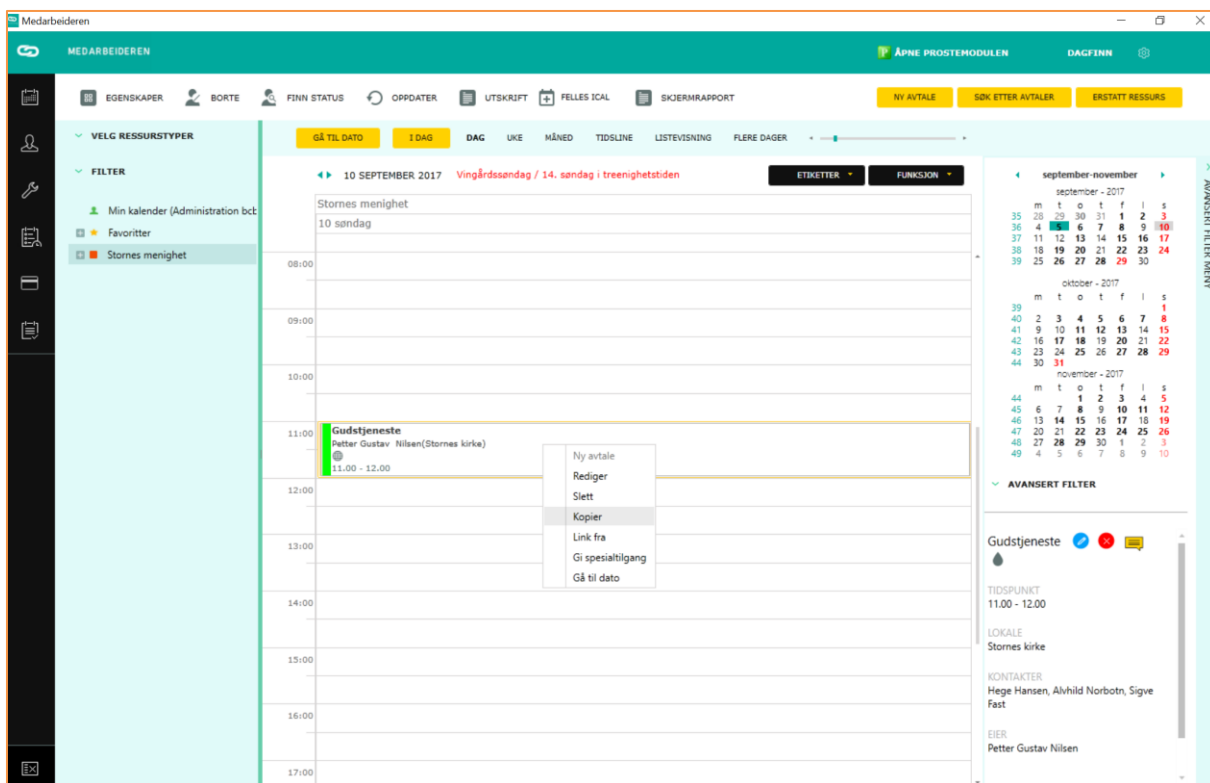 Medarbeideren
MEDARBEIDEREN
ÅPNE PROSTEMODULEN
DAGFINN
EGENSKAPER
BORTE
FINN STATUS
OPPDATER
UTSKRIFT
FELLES ICAL
SKJERMRAPPORT
NY AVTALE
SØK ETTER AVTALER
ERSTATT RESSURS
VELG RESSURSTYPER
FILTER
Min kalender (Administration bcb
Favoritter
Stornes menighet
GÅ TIL DATO
I DAG
DAG
UKE
MÅNED
TIDSLINE
LISTEVISNING
FLERE DAGER
10 SEPTEMBER 2017
Vingårdssøndag / 14. søndag i treenighetstiden
ETIKETTER
FUNKSJON
Stornes menighet
10 søndag
08:00
09:00
10:00
11:00
Gudstjeneste
Petter Gustav Nilsen(Stornes kirke)
11.00 - 12.00
12:00
13:00
14:00
15:00
16:00
17:00
Ny avtale
Rediger
Slett
Kopier
Link fra
Gi spesialtilgang
Gå til dato
september-november
september - 2017
m t o t f l s
35 28 29 30 31 1 2 3
36 4 5 6 7 8 9 10
37 11 12 13 14 15 16 17
38 18 19 20 21 22 23 24
39 25 26 27 28 29 30
oktober - 2017
m t o t f l s
39 1
40 2 3 4 5 6 7 8
41 9 10 11 12 13 14 15
42 16 17 18 19 20 21 22
43 23 24 25 26 27 28 29
44 30 31
november - 2017
m t o t f l s
44 1 2 3 4 5
45 6 7 8 9 10 11 12
46 13 14 15 16 17 18 19
47 20 21 22 23 24 25 26
48 27 28 29 30 1 2 3
49 4 5 6 7 8 9 10
AVANSERT FILTER
Gudstjeneste
TIDSPUNKT
11.00 - 12.00
LOKALE
Stornes kirke
KONTAKTER
Hege Hansen, Alvhild Norbotn, Sigve
Fast
EIER
Petter Gustav Nilsen
AVANSERT FILTER MENY